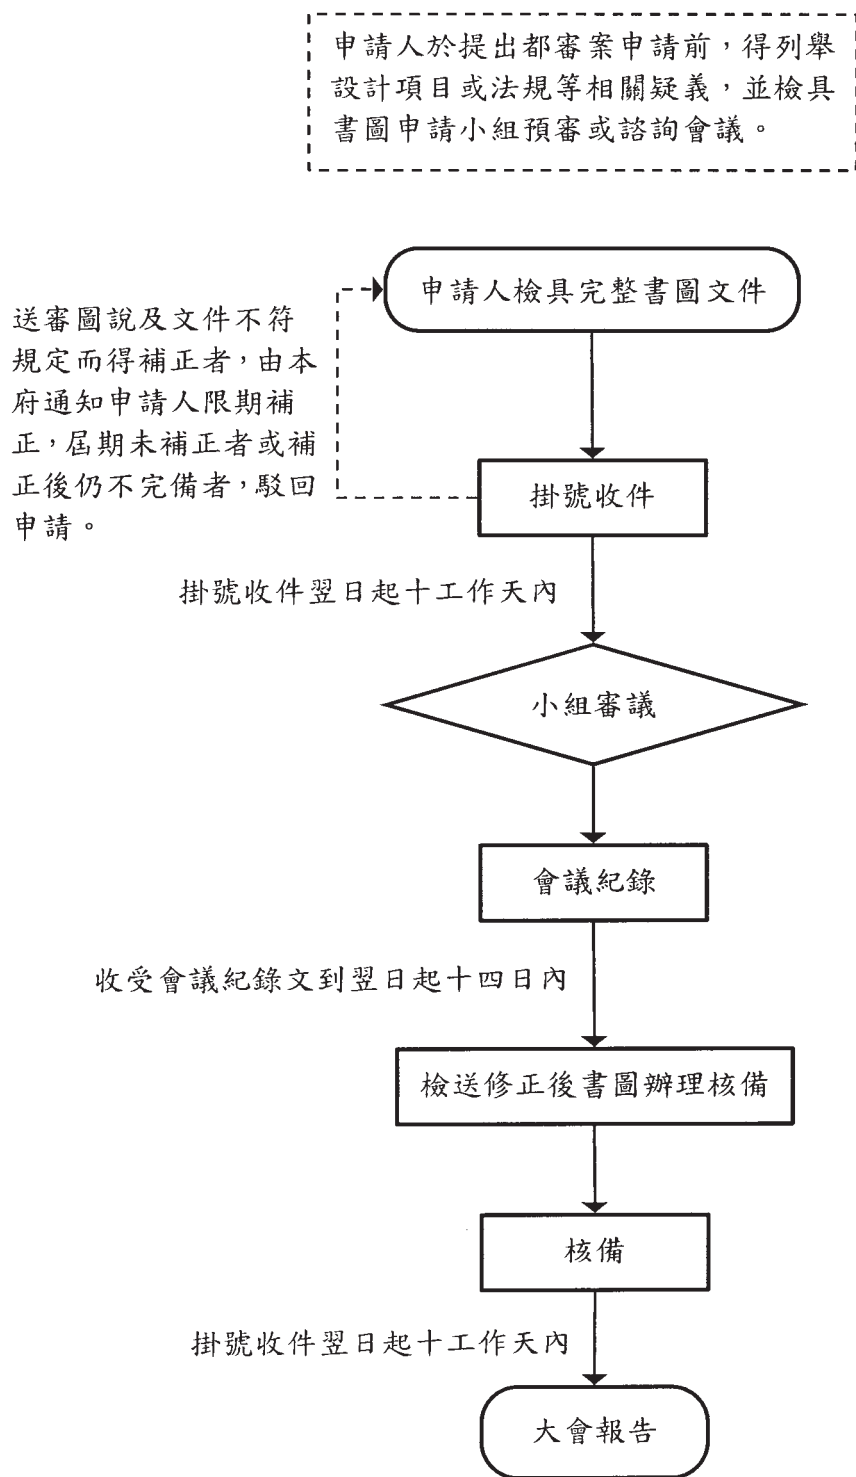 申請人於提出都審案申請前，得列舉
設計項目或法規等相關疑義，並檢具
書圖申請小組預審或諮詢會議。
申請人檢具完整書圖文件
送審圖說及文件不符
規定而得補正者，由本
府通知申請人限期補
正，屆期未補正者或補
正後仍不完備者，駁回
申請。
掛號收件
掛號收件翌日起十工作天內
小組審議
會議紀錄
收受會議紀錄文到翌日起十四日內
檢送修正後書圖辦理核備
核備
掛號收件翌日起十工作天內
大會報告